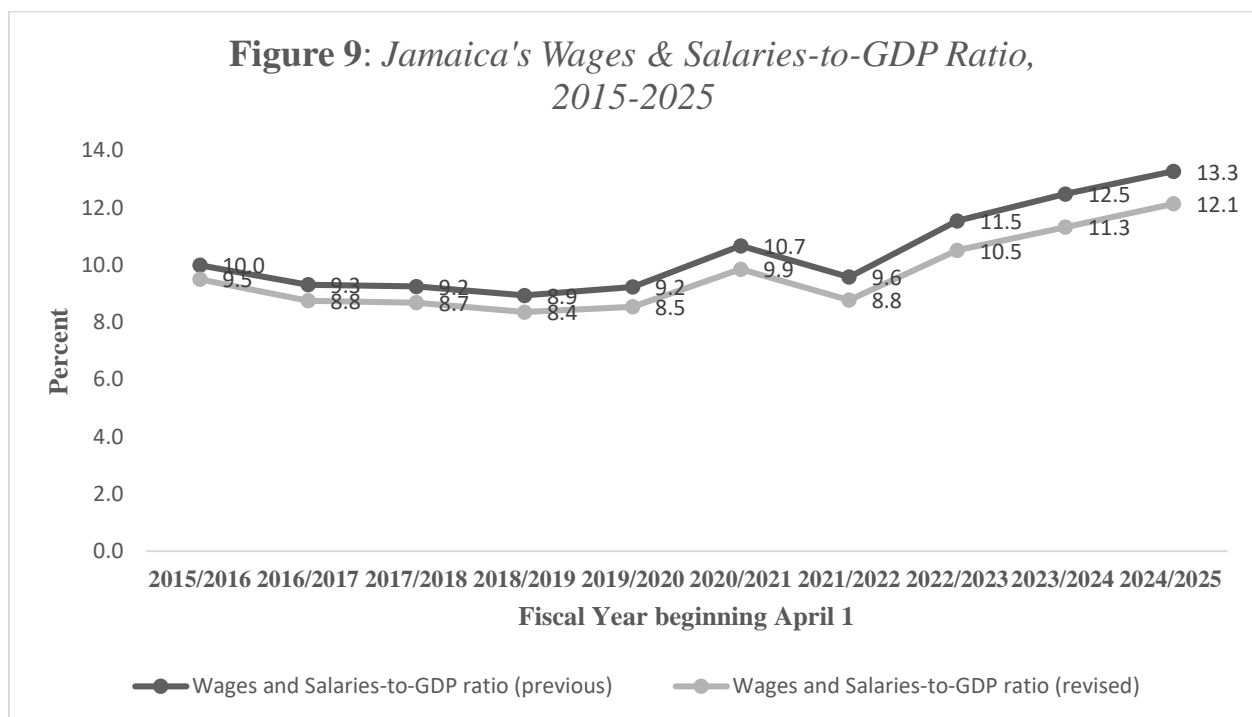 Figure 9: Jamaica's Wages & Salaries-to-GDP Ratio,
2015-2025
14.0
12.0
10.0
8.0
6.0
4.0
2.0
0.0
Percent
10.0 9.3 9.2 8.9 9.2 10.7 9.6 11.5 12.5 13.3
9.5 8.8 8.7 8.4 8.5 9.9 8.8 10.5 11.3 12.1
2015/2016 2016/2017 2017/2018 2018/2019 2019/2020 2020/2021 2021/2022 2022/2023 2023/2024 2024/2025
Fiscal Year beginning April 1
Wages and Salaries-to-GDP ratio (previous) Wages and Salaries-to-GDP ratio (revised)